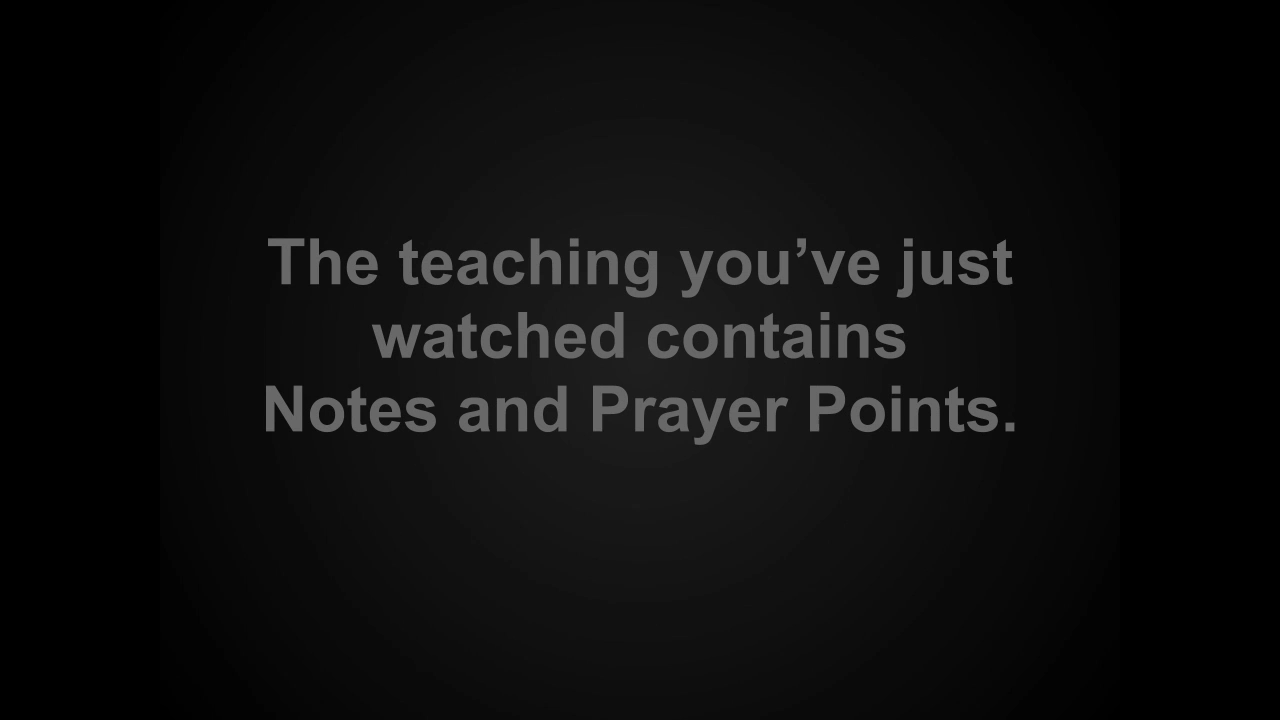 The teaching you’ve just
watched contains
Notes and Prayer Points.